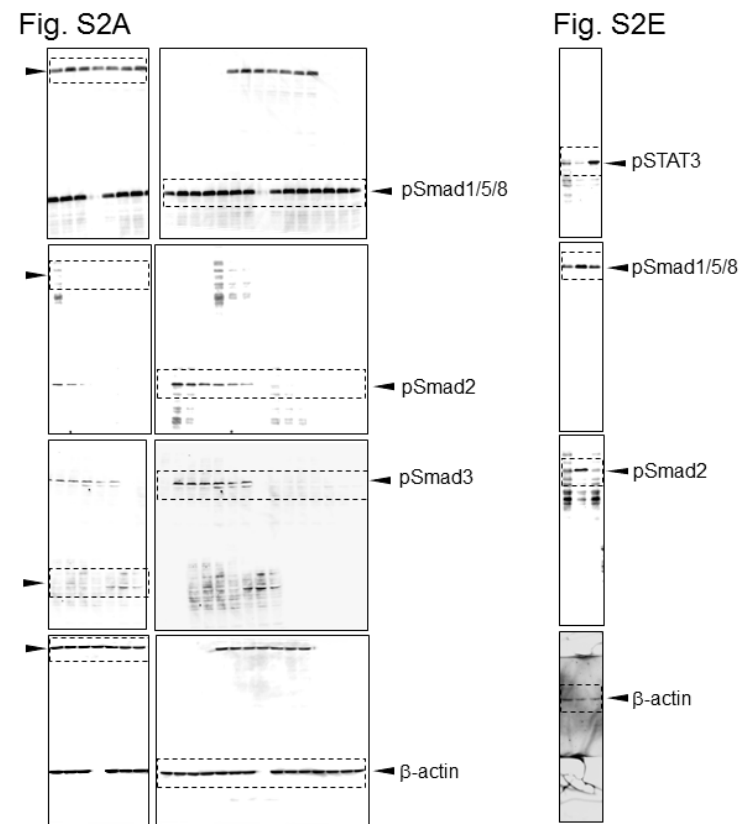 Fig. S2A
pSmad1/5/8
pSmad2
pSmad3
β-actin
Fig. S2E
pSTAT3
pSmad1/5/8
pSmad2
β-actin